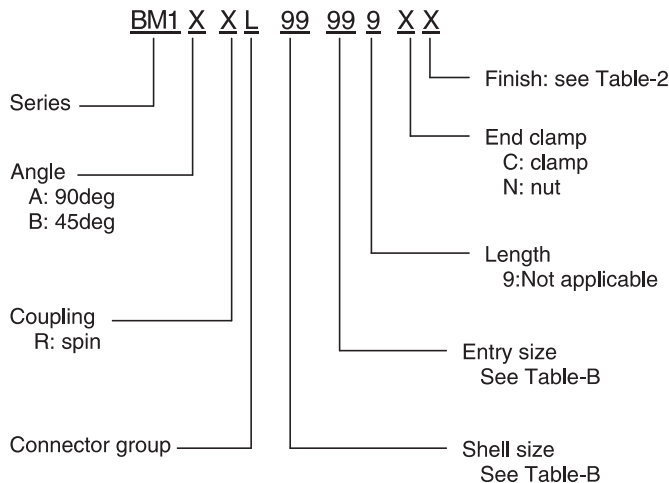 BM1 X X L 99 99 9 X X
Series
Angle
A: 90deg
B: 45deg
Coupling
R: spin
Connector group
Finish: see Table-2
End clamp
C: clamp
N: nut
Length
9:Not applicable
Entry size
See Table-B
Shell size
See Table-B